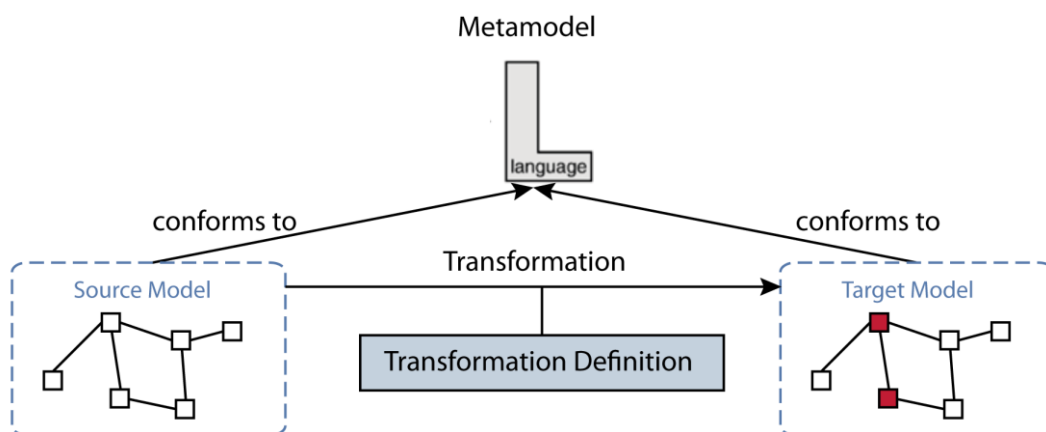 Metamodel
language
conforms to
conforms to
Transformation
Source Model
Target Model
Transformation Definition